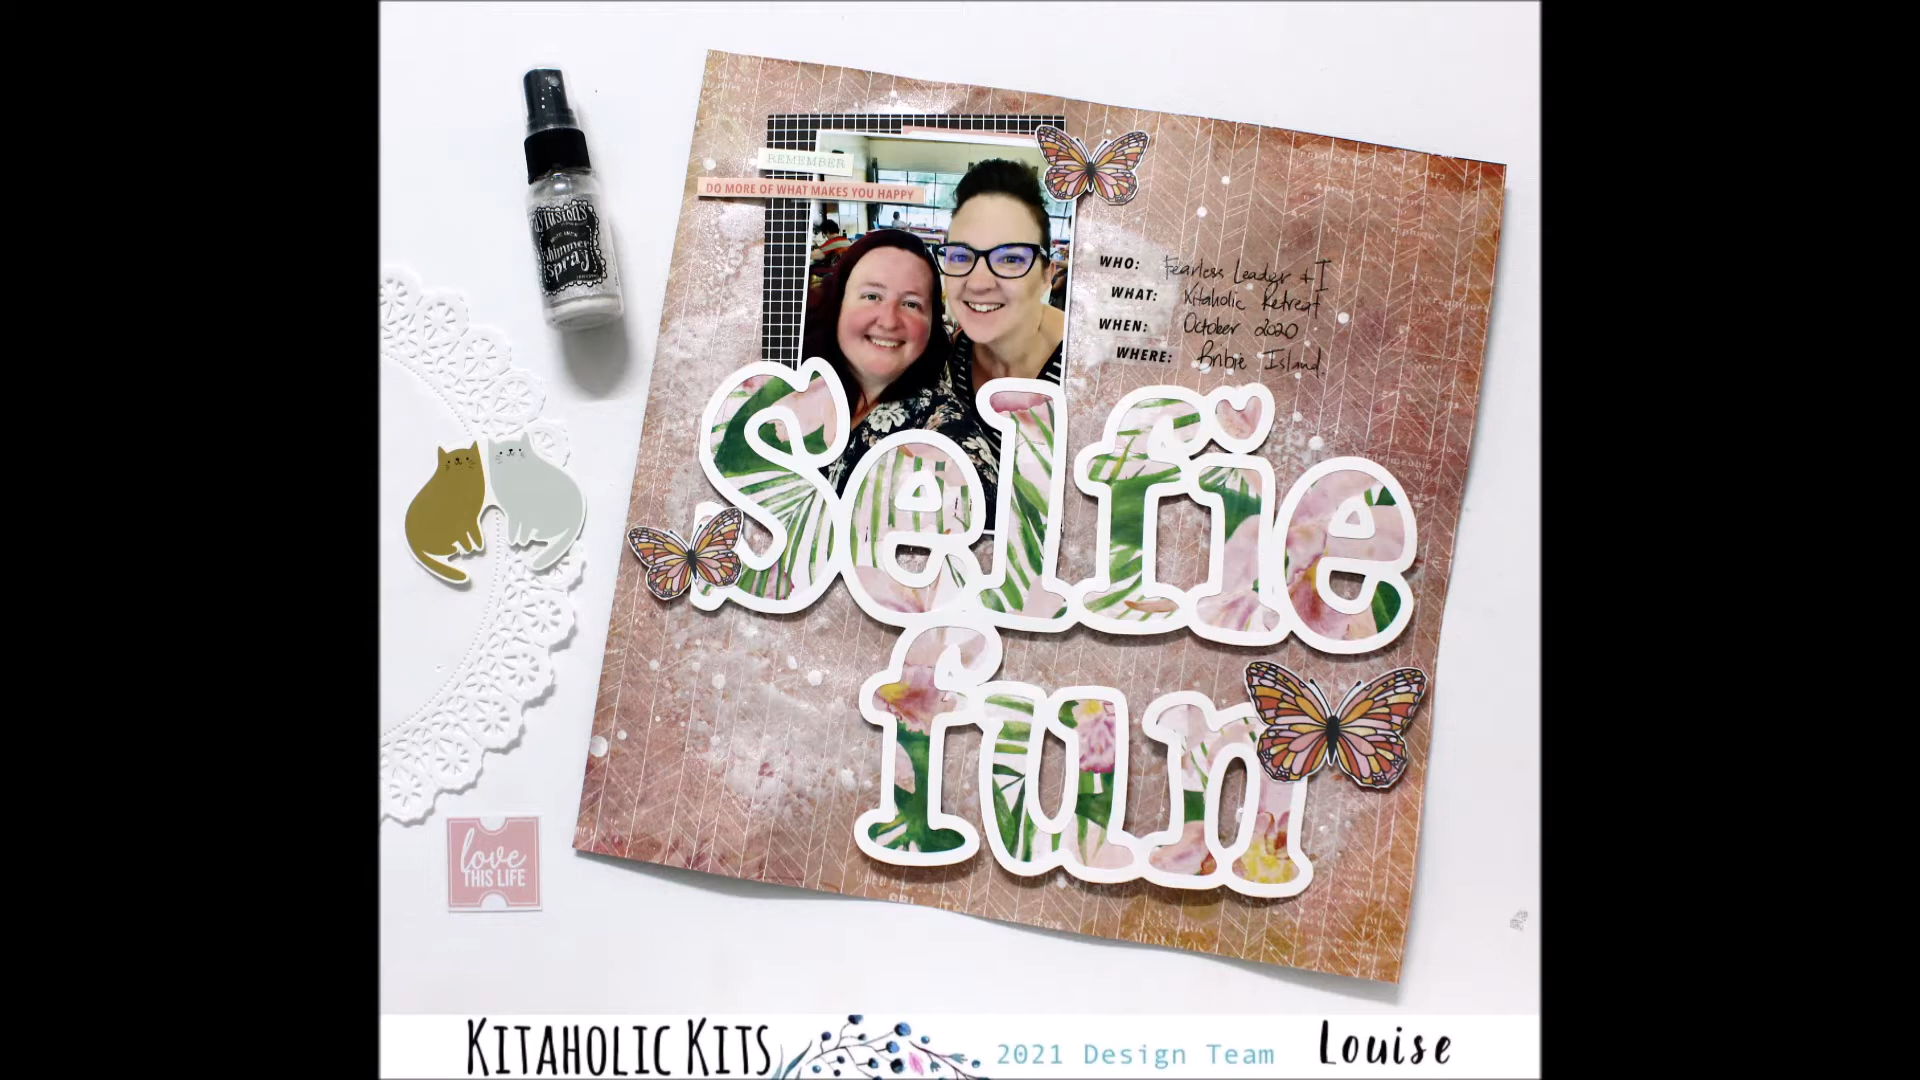 REMEMBER
DO MORE OF WHAT MAKES YOU HAPPY
WHO: Fearless Leader + I
WHAT: Kitaholic Retreat
WHEN: October 2020
WHERE: Bribie Island.
Selfie
fun
shimmer
spray
love
THIS LIFE
KITAHOLIC KITS
2021 Design Team
Louise